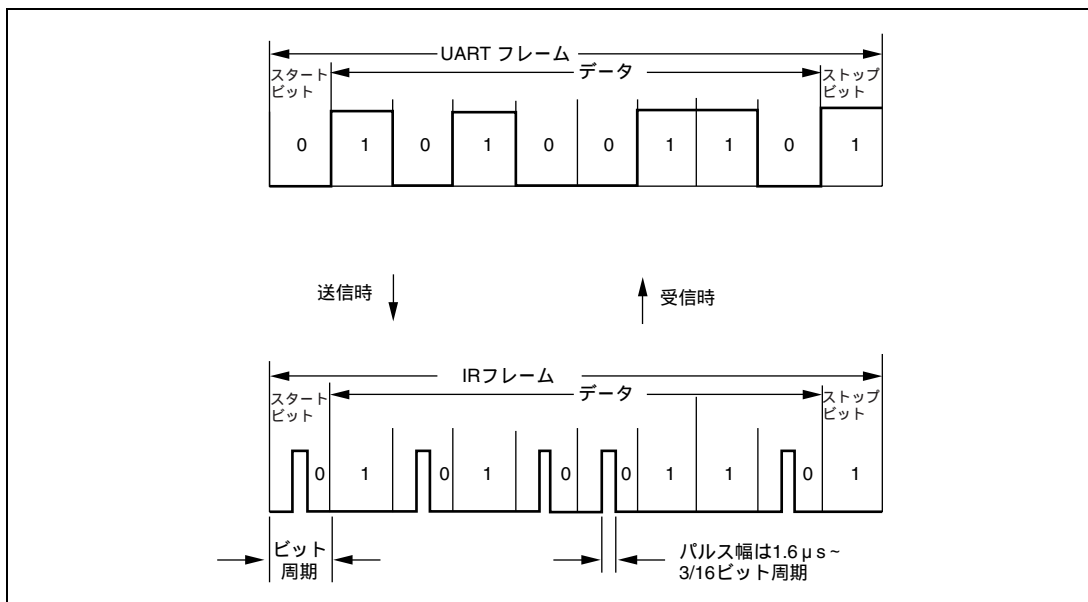 UART フレーム
スタート
ビット
データ
ストップ
ビット
0 1 0 1 0 0 1 1 0 1
送信時
受信時
IRフレーム
スタート
ビット
データ
ストップ
ビット
0 1 0 1 0 0 1 1 0 1
ビット
周期
パルス幅は1.6μs~
3/16ビット周期